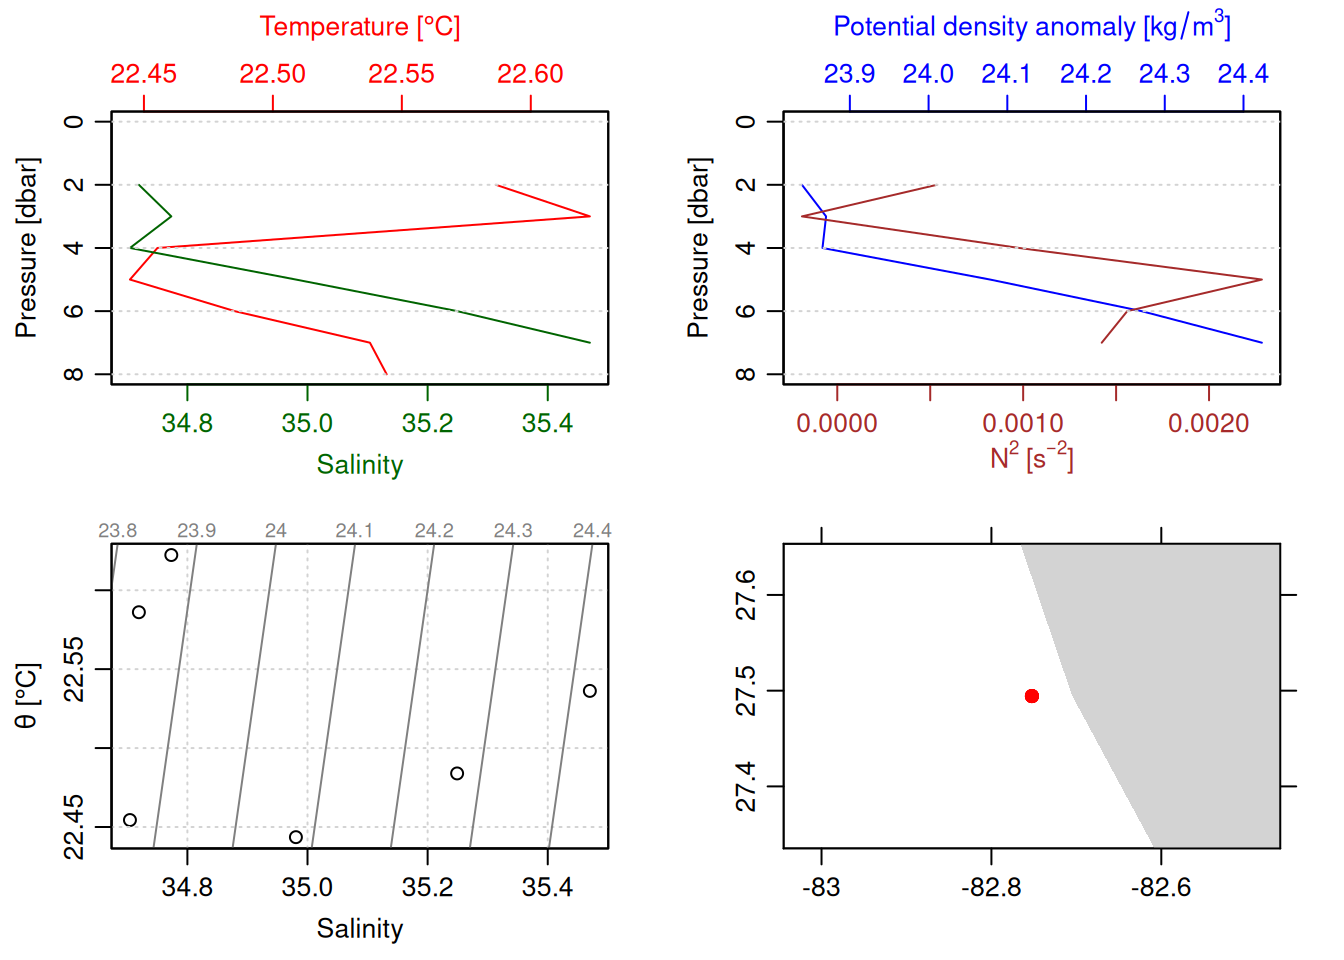 Temperature [°C]
22.45 22.50 22.55 22.60
Pressure [dbar]
0
2
4
6
8
34.8 35.0 35.2 35.4
Salinity
Potential density anomaly [kg/m³]
23.9 24.0 24.1 24.2 24.3 24.4
Pressure [dbar]
0
2
4
6
8
0.0000 0.0010 0.0020
N² [s⁻²]
23.8 23.9 24 24.1 24.2 24.3 24.4
θ [°C]
22.55
22.45
34.8 35.0 35.2 35.4
Salinity
27.6
27.5
27.4
-83 -82.8 -82.6